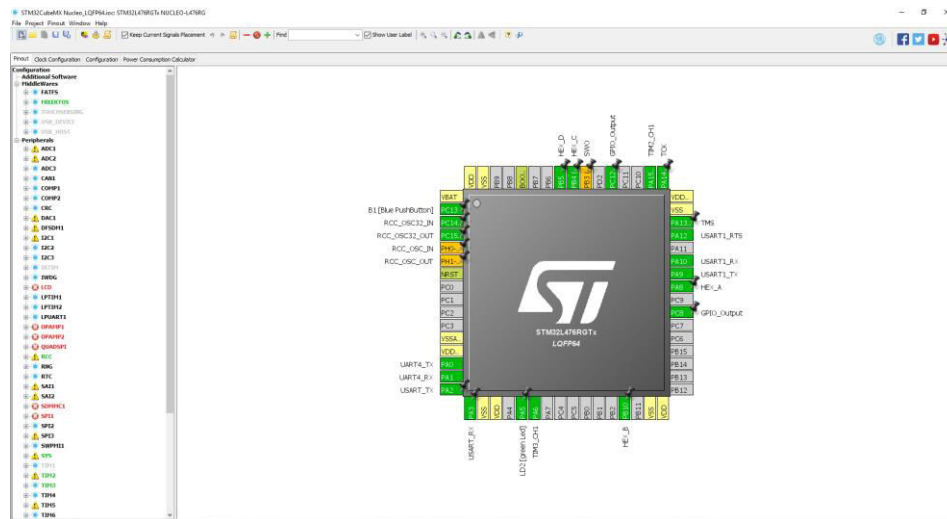 STM32CubeMX Nucleo_LQFP64.ioc: STM32L476RGTx NUCLEO-L476RG
File Project Pinout Window Help
Keep Current Signals Placement Find Show User Label
Pinout Clock Configuration Configuration Power Consumption Calculator
Configuration
Additional Software
MiddleWares
FATFS
FREERTOS
TOUCHSENSING
USB_DEVICE
USB_HOST
Peripherals
ADC1
ADC2
ADC3
CAN1
COMP1
COMP2
CRC
DAC1
DFSDM1
I2C1
I2C2
I2C3
IRTIM
IWDG
LCD
LPTIM1
LPTIM2
LPUART1
OPAMP1
OPAMP2
QUADSPI
RCC
RNG
RTC
SAI1
SAI2
SDMMC1
SPI1
SPI2
SPI3
SWPMI1
SYS
TIM1
TIM2
TIM3
TIM4
TIM5
TIM6
HEX_D
HEX_C
SWO
GPIO_Output
TIM2_CH1
TCK
VDD
VSS
PB9
PB8
BOO..
PB7
PB6
PB5
PB4
PB3
PD2
PC12
PC11
PC10
PA15
PA14
B1 [Blue PushButton]
RCC_OSC32_IN
RCC_OSC32_OUT
RCC_OSC_IN
RCC_OSC_OUT
UART4_TX
UART4_RX
USART_TX
VBAT
PC13
PC14
PC15
PH0-
PH1-
NRST
PC0
PC1
PC2
PC3
VSSA
VDD..
PA0
PA1
PA2
ST
STM32L476RGTx
LQFP64
VDD..
VSS
PA13
PA12
PA11
PA10
PA9
PA8
PC9
PC8
PC7
PC6
PB15
PB14
PB13
PB12
TMS
USART1_RTS
USART1_RX
USART1_TX
HEX_A
GPIO_Output
PA3
VSS
VDD
PA4
PA5
PA6
PA7
PC4
PC5
PB0
PB1
PB2
PB10
PB11
VSS
VDD
USART_RX
LD2 [green Led]
TIM3_CH1
HEX_B